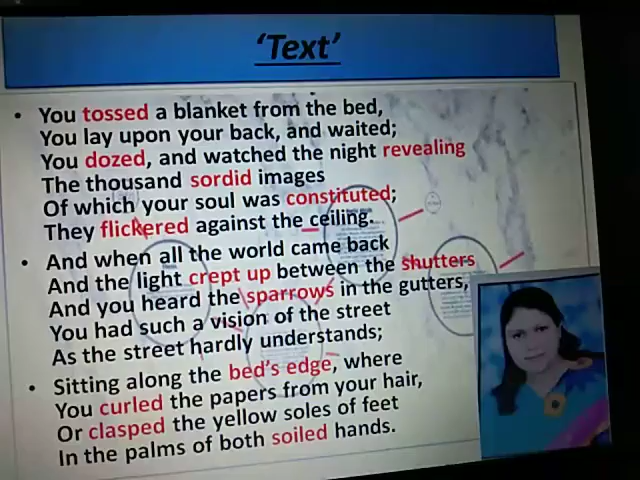 'Text'
• You tossed a blanket from the bed,
You lay upon your back, and waited;
You dozed, and watched the night revealing
The thousand sordid images
Of which your soul was constituted;
They flickered against the ceiling.
• And when all the world came back
And the light crept up between the shutters
And you heard the sparrows in the gutters,
You had such a vision of the street
As the street hardly understands;
• Sitting along the bed's edge, where
You curled the papers from your hair,
Or clasped the yellow soles of feet
In the palms of both soiled hands.